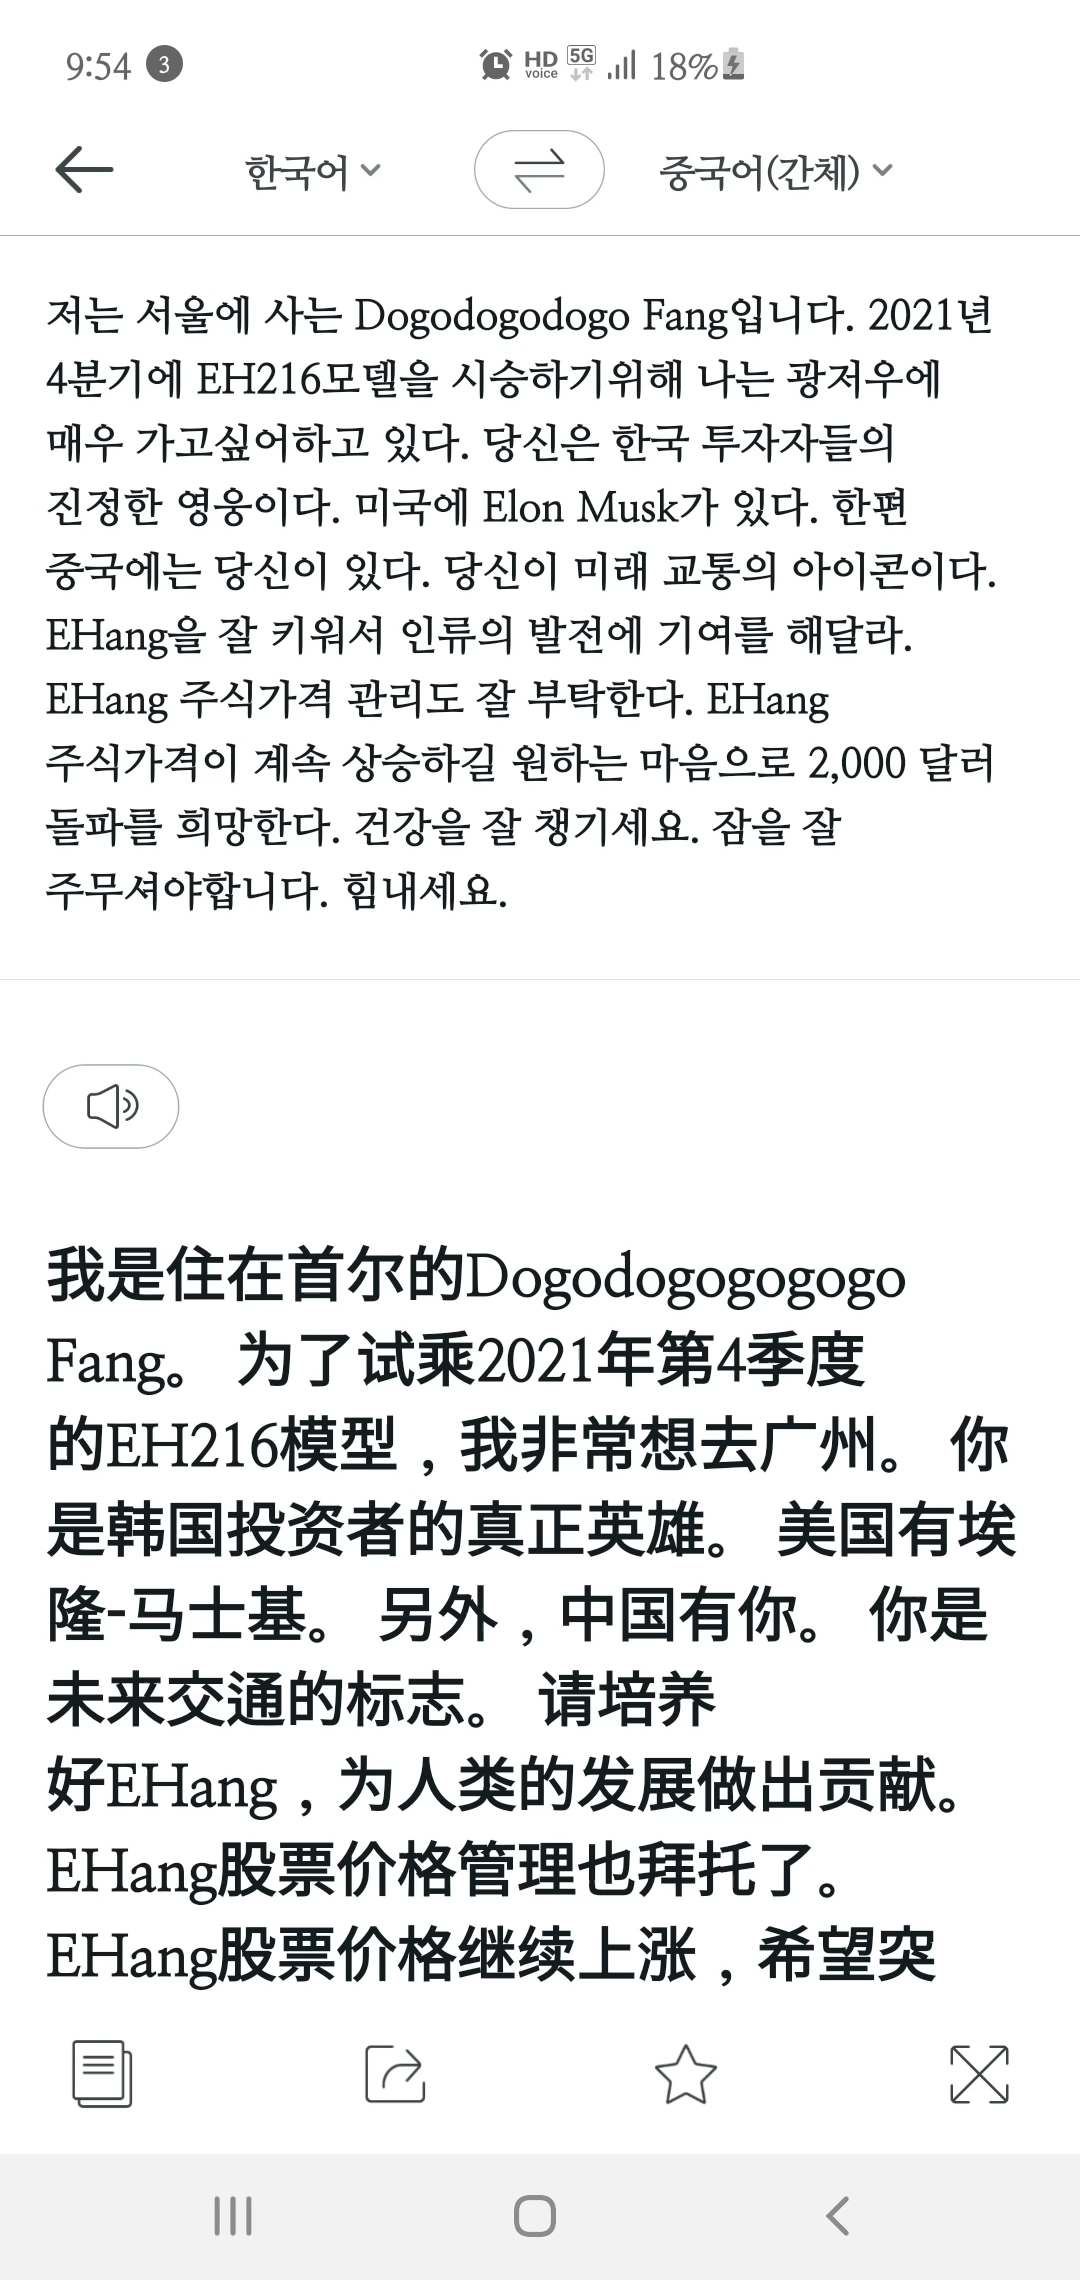 9:54 3 HD voice 5G 18%
한국어 중국어(간체)
저는 서울에 사는 Dogodogodogo Fang입니다. 2021년
4분기에 EH216모델을 시승하기위해 나는 광저우에
매우 가고싶어하고 있다. 당신은 한국 투자자들의
진정한 영웅이다. 미국에 Elon Musk가 있다. 한편
중국에는 당신이 있다. 당신이 미래 교통의 아이콘이다.
EHang을 잘 키워서 인류의 발전에 기여를 해달라.
EHang 주식가격 관리도 잘 부탁한다. EHang
주식가격이 계속 상승하길 원하는 마음으로 2,000 달러
돌파를 희망한다. 건강을 잘 챙기세요. 잠을 잘
주무셔야합니다. 힘내세요.
我是住在首尔的Dogodogogogogo
Fang。 为了试乘2021年第4季度
的EH216模型，我非常想去广州。 你
是韩国投资者的真正英雄。 美国有埃
隆-马士基。 另外，中国有你。 你是
未来交通的标志。 请培养
好EHang，为人类的发展做出贡献。
EHang股票价格管理也拜托了。
EHang股票价格继续上涨，希望突